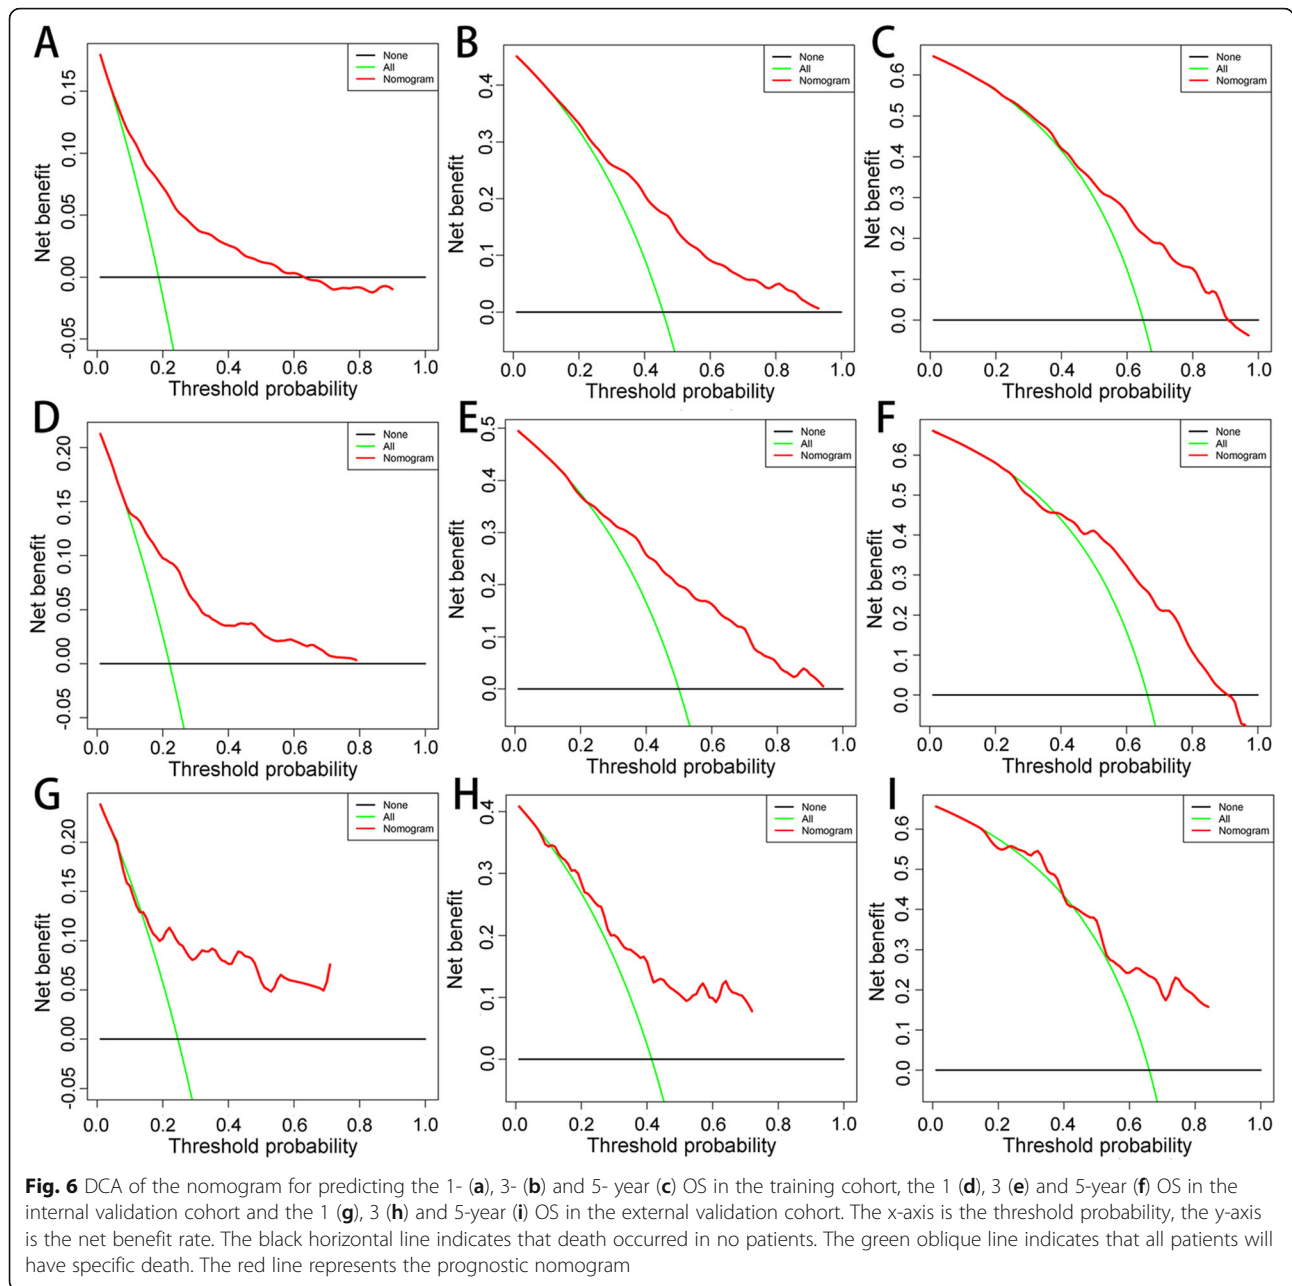 A
None
All
Nomogram
Net benefit
-0.05 0.00 0.05 0.10 0.15
0.0 0.2 0.4 0.6 0.8 1.0
Threshold probability
B
None
All
Nomogram
Net benefit
0.0 0.1 0.2 0.3 0.4
0.0 0.2 0.4 0.6 0.8 1.0
Threshold probability
C
None
All
Nomogram
Net benefit
0.0 0.1 0.2 0.3 0.4 0.5 0.6
0.0 0.2 0.4 0.6 0.8 1.0
Threshold probability
D
None
All
Nomogram
Net benefit
-0.05 0.00 0.05 0.10 0.15 0.20
0.0 0.2 0.4 0.6 0.8 1.0
Threshold probability
E
None
All
Nomogram
Net benefit
0.0 0.1 0.2 0.3 0.4 0.5
0.0 0.2 0.4 0.6 0.8 1.0
Threshold probability
F
None
All
Nomogram
Net benefit
0.0 0.1 0.2 0.3 0.4 0.5 0.6
0.0 0.2 0.4 0.6 0.8 1.0
Threshold probability
G
None
All
Nomogram
Net benefit
-0.05 0.00 0.05 0.10 0.15 0.20
0.0 0.2 0.4 0.6 0.8 1.0
Threshold probability
H
None
All
Nomogram
Net benefit
0.0 0.1 0.2 0.3 0.4
0.0 0.2 0.4 0.6 0.8 1.0
Threshold probability
I
None
All
Nomogram
Net benefit
0.0 0.1 0.2 0.3 0.4 0.5 0.6
0.0 0.2 0.4 0.6 0.8 1.0
Threshold probability
Fig. 6 DCA of the nomogram for predicting the 1- (a), 3- (b) and 5- year (c) OS in the training cohort, the 1 (d), 3 (e) and 5-year (f) OS in the
internal validation cohort and the 1 (g), 3 (h) and 5-year (i) OS in the external validation cohort. The x-axis is the threshold probability, the y-axis
is the net benefit rate. The black horizontal line indicates that death occurred in no patients. The green oblique line indicates that all patients will
have specific death. The red line represents the prognostic nomogram